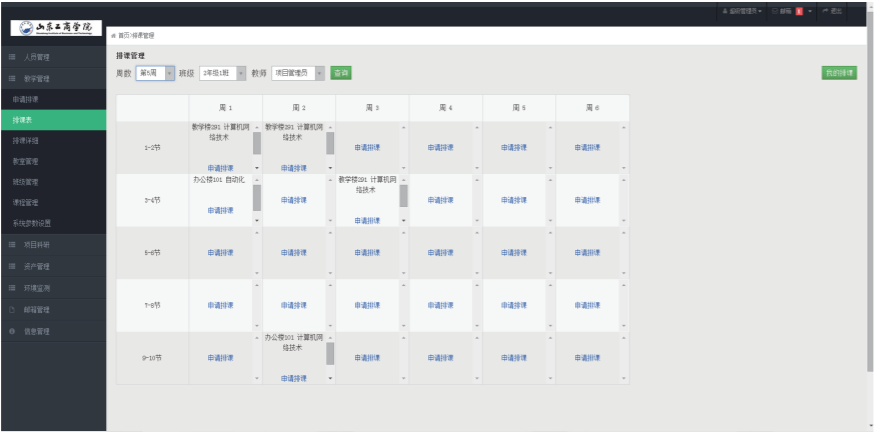 超级管理员 邮箱 退出
山东工商学院
首页>排课管理
人员管理
教学管理
申请排课
排课表
排课详细
教室管理
班级管理
课程管理
系统参数设置
项目科研
资产管理
环境监测
邮箱管理
信息管理
排课管理
周数 第5周 班级 2年级1班 教师 项目管理员 查询 我的排课
周 1 周 2 周 3 周 4 周 5 周 6
教学楼201 计算机网 教学楼201 计算机网
络技术 络技术
1-2节 申请排课 申请排课 申请排课 申请排课
申请排课 申请排课
办公楼101 自动化 教学楼201 计算机网
络技术
3-4节 申请排课 申请排课 申请排课 申请排课 申请排课
申请排课
5-6节 申请排课 申请排课 申请排课 申请排课 申请排课 申请排课
7-8节 申请排课 申请排课 申请排课 申请排课 申请排课 申请排课
办公楼101 计算机网
络技术
9-10节 申请排课 申请排课 申请排课 申请排课 申请排课
申请排课